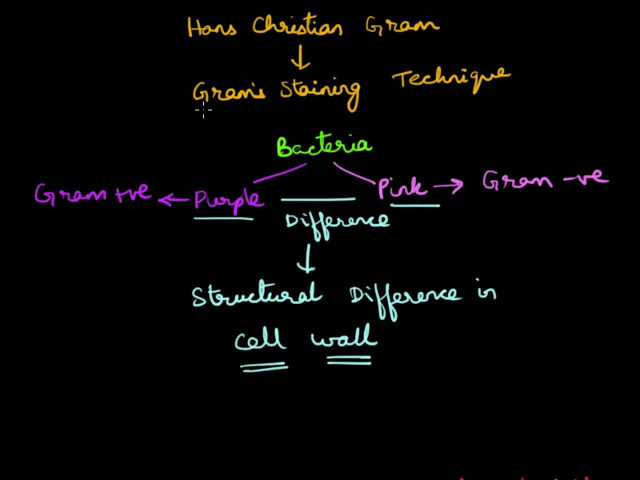 Hans Christian Gram
Gram's Staining Technique
Bacteria
Gram +ve ← Purple Pink → Gram -ve
Difference
Structural Difference in
cell wall